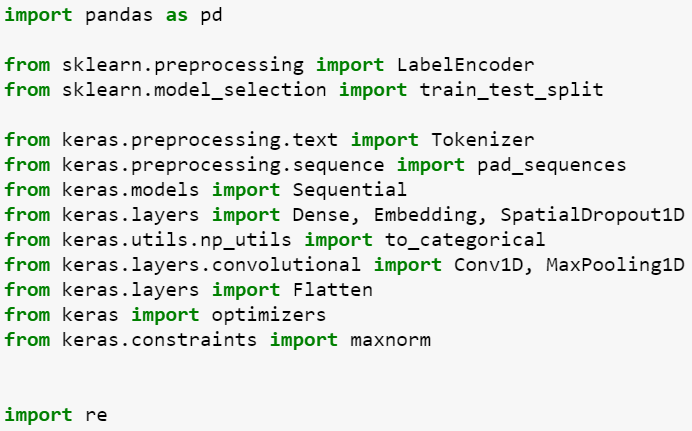 import pandas as pd
from sklearn.preprocessing import LabelEncoder
from sklearn.model_selection import train_test_split
from keras.preprocessing.text import Tokenizer
from keras.preprocessing.sequence import pad_sequences
from keras.models import Sequential
from keras.layers import Dense, Embedding, SpatialDropout1D
from keras.utils.np_utils import to_categorical
from keras.layers.convolutional import Conv1D, MaxPooling1D
from keras.layers import Flatten
from keras import optimizers
from keras.constraints import maxnorm
import re